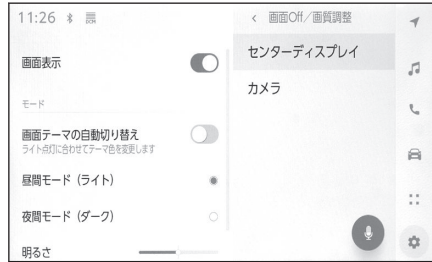 11:26
画面表示
モード
画面テーマの自動切り替え
ライト点灯に合わせてテーマ色を変更します
昼間モード（ライト）
夜間モード（ダーク）
明るさ
< 画面Off／画質調整
センターディスプレイ
カメラ